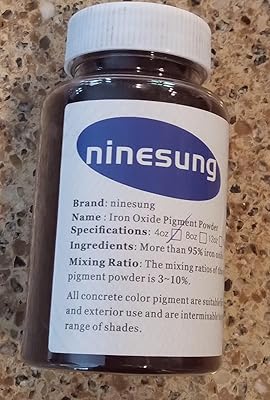 ninesung
Brand: ninesung
Name : Iron Oxide Pigment Powder
Specifications: 4oz 8oz 12oz
Ingredients: More than 95% iron
Mixing Ratio: The mixing ratios of
pigment powder is 3~10%.
All concrete color pigment are suitable
and exterior use and are intermixable
range of shades.